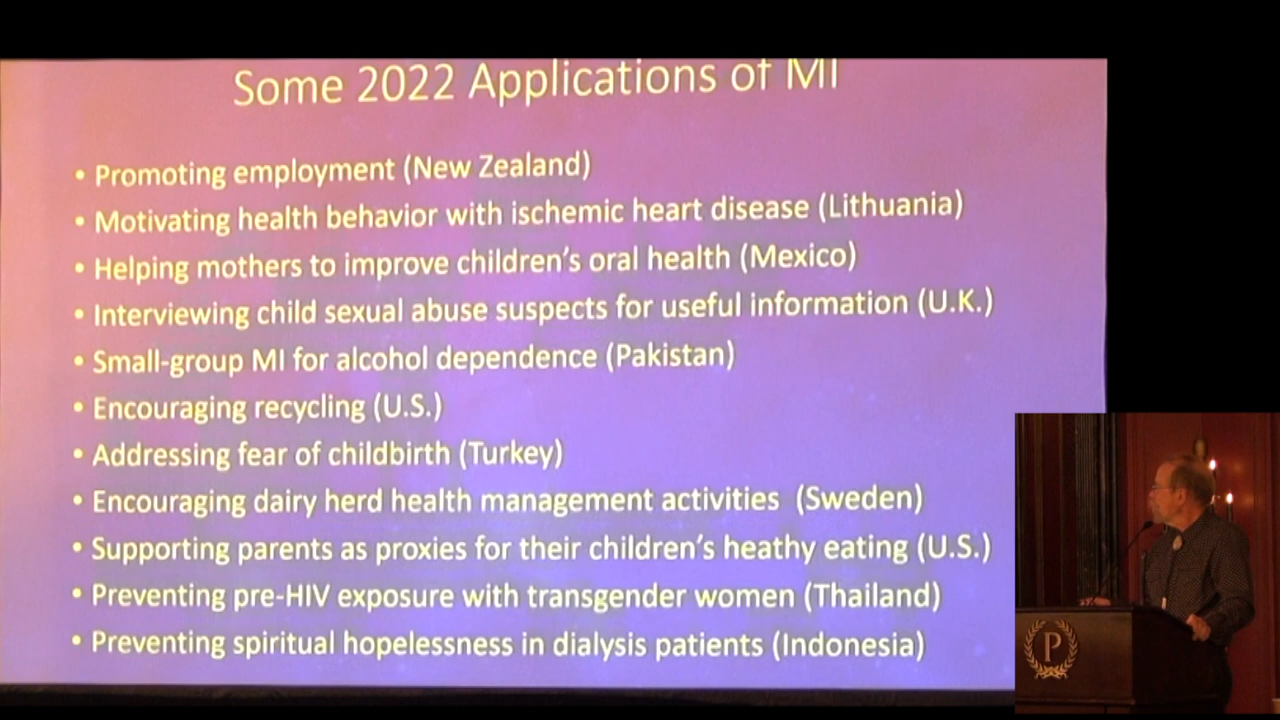 Some 2022 Applications of MI
• Promoting employment (New Zealand)
• Motivating health behavior with ischemic heart disease (Lithuania)
• Helping mothers to improve children's oral health (Mexico)
• Interviewing child sexual abuse suspects for useful information (U.K.)
• Small-group MI for alcohol dependence (Pakistan)
• Encouraging recycling (U.S.)
• Addressing fear of childbirth (Turkey)
• Encouraging dairy herd health management activities (Sweden)
• Supporting parents as proxies for their children's heathy eating (U.S.)
• Preventing pre-HIV exposure with transgender women (Thailand)
• Preventing spiritual hopelessness in dialysis patients (Indonesia)
P